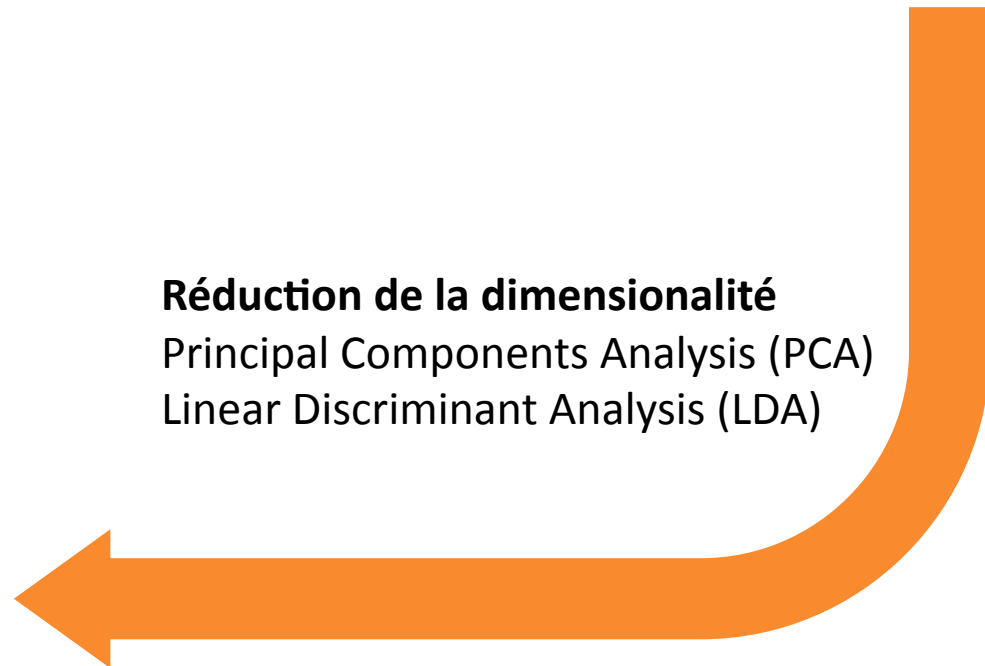 Réduction de la dimensionalité
Principal Components Analysis (PCA)
Linear Discriminant Analysis (LDA)